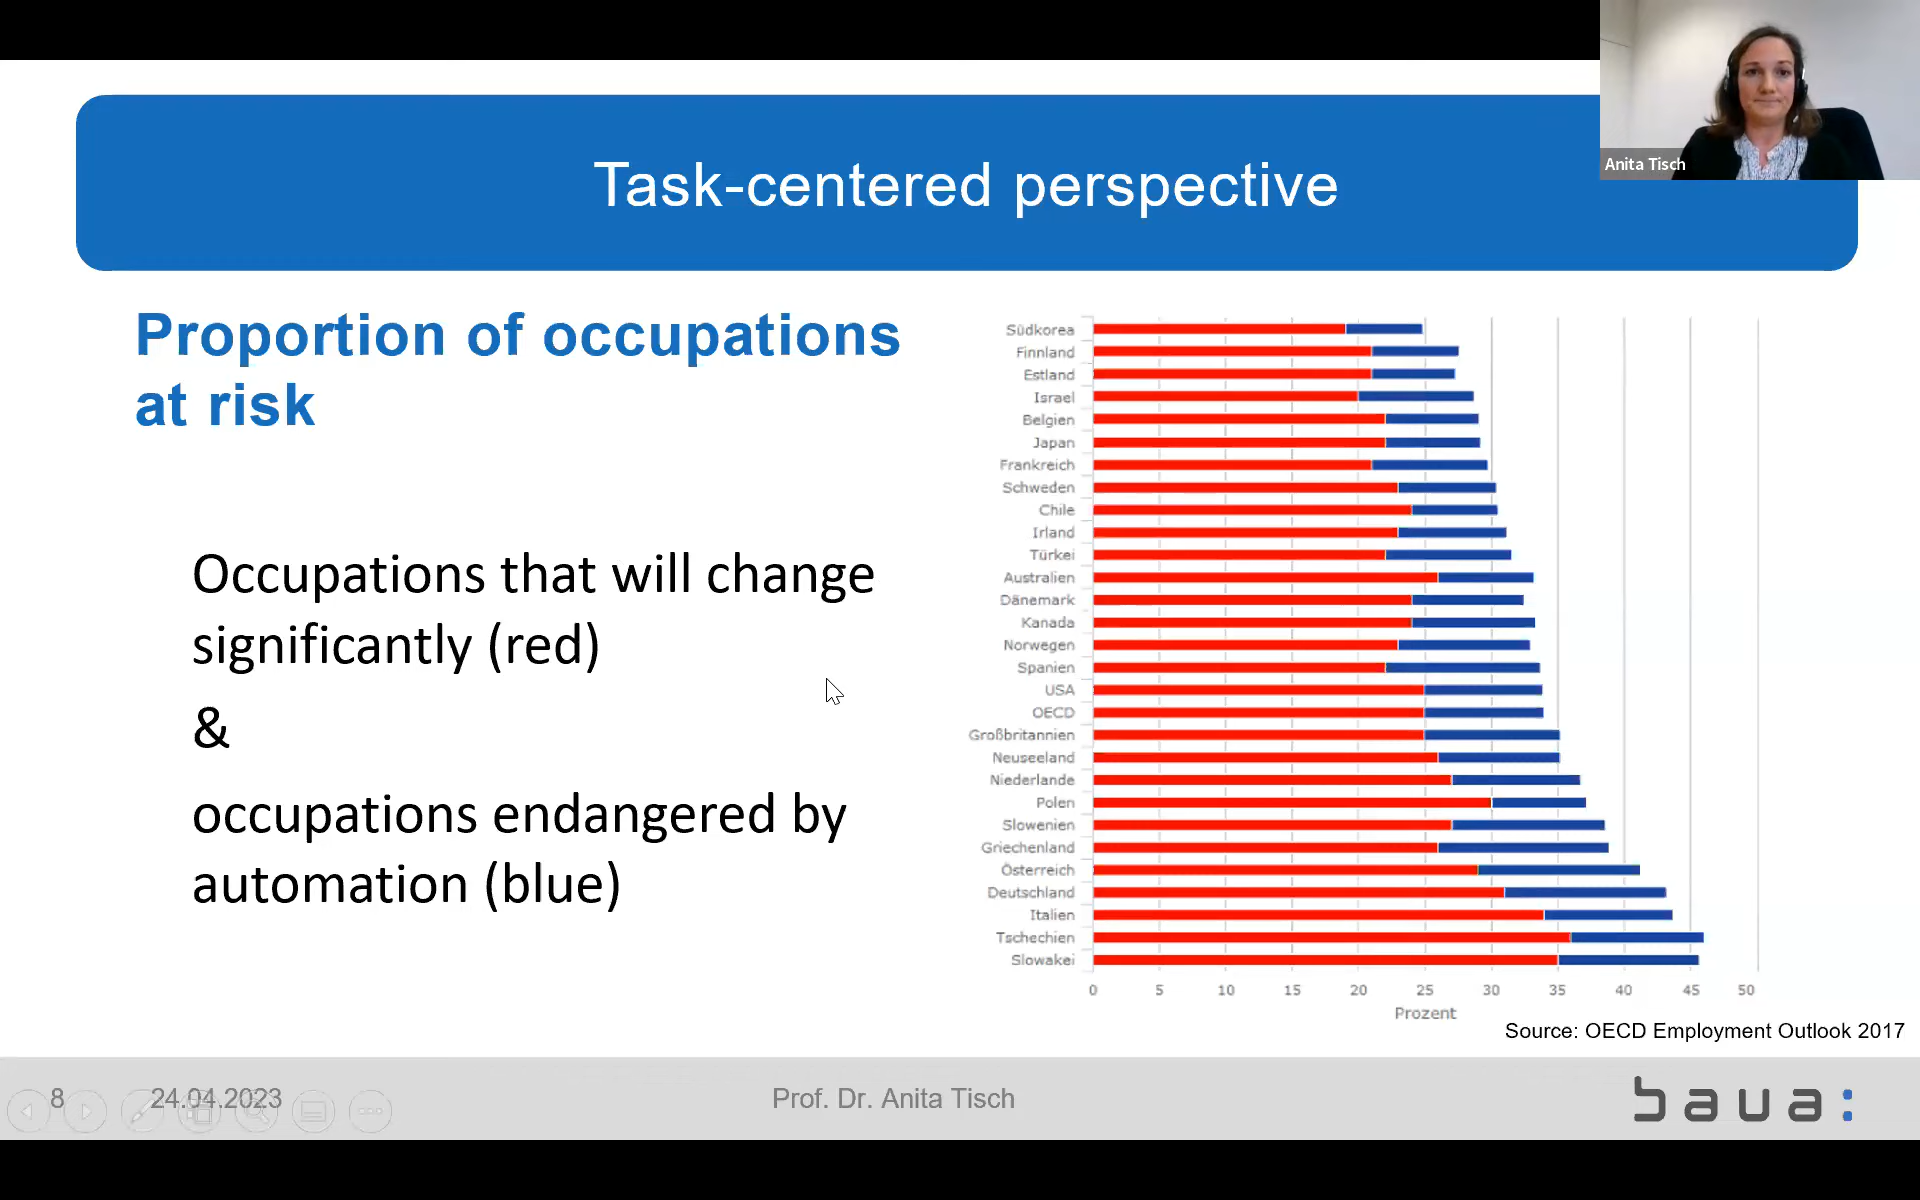 Anita Tisch
Task-centered perspective
Proportion of occupations
at risk
Occupations that will change
significantly (red)
&
occupations endangered by
automation (blue)
Südkorea
Finnland
Estland
Israel
Belgien
Japan
Frankreich
Schweden
Chile
Irland
Türkei
Australien
Dänemark
Kanada
Norwegen
Spanien
USA
OECD
Großbritannien
Neuseeland
Niederlande
Polen
Slowenien
Griechenland
Österreich
Deutschland
Italien
Tschechien
Slowakei
0 5 10 15 20 25 30 35 40 45 50
Prozent
Source: OECD Employment Outlook 2017
8 24.04.2023 Prof. Dr. Anita Tisch baua: